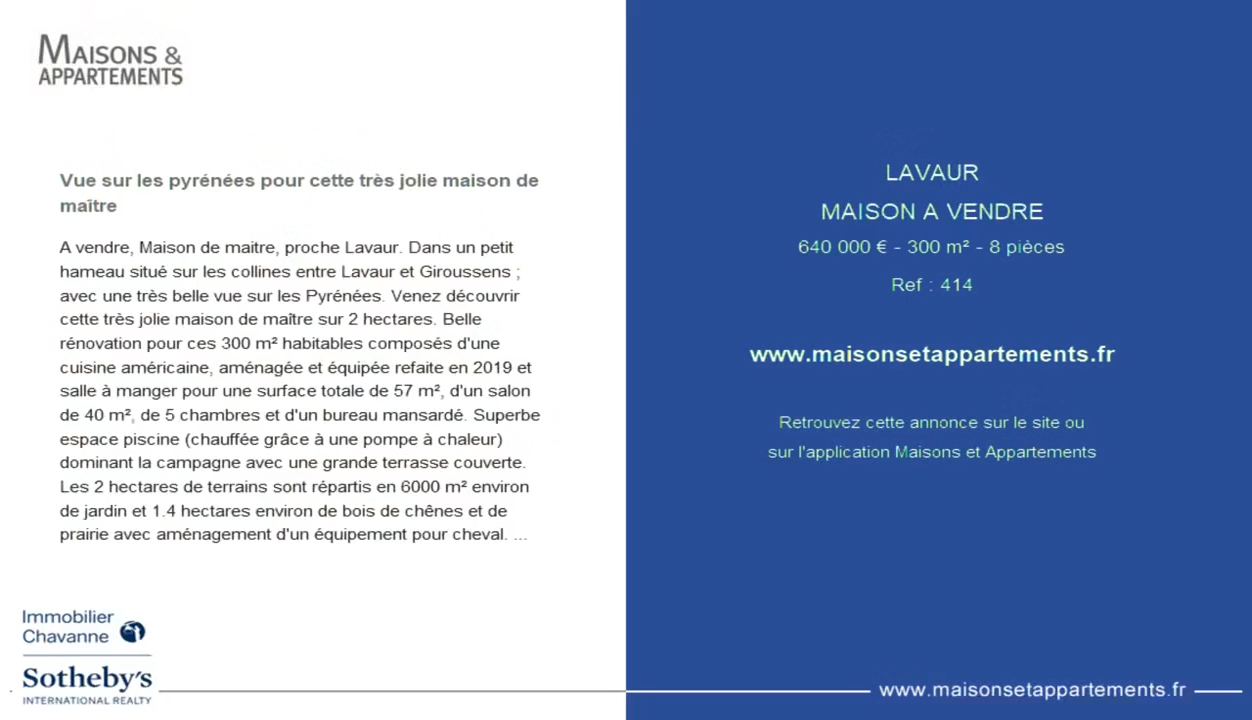 MAISONS &
APPARTEMENTS
Vue sur les pyrénées pour cette très jolie maison de
maître
A vendre, Maison de maitre, proche Lavaur. Dans un petit
hameau situé sur les collines entre Lavaur et Giroussens ;
avec une très belle vue sur les Pyrénées. Venez découvrir
cette très jolie maison de maître sur 2 hectares. Belle
rénovation pour ces 300 m² habitables composés d'une
cuisine américaine, aménagée et équipée refaite en 2019 et
salle à manger pour une surface totale de 57 m², d'un salon
de 40 m², de 5 chambres et d'un bureau mansardé. Superbe
espace piscine (chauffée grâce à une pompe à chaleur)
dominant la campagne avec une grande terrasse couverte.
Les 2 hectares de terrains sont répartis en 6000 m² environ
de jardin et 1.4 hectares environ de bois de chênes et de
prairie avec aménagement d'un équipement pour cheval. ...
Immobilier
Chavanne
Sotheby's
INTERNATIONAL REALTY
LAVAUR
MAISON A VENDRE
640 000 € - 300 m² - 8 pièces
Ref : 414
www.maisonsetappartements.fr
Retrouvez cette annonce sur le site ou
sur l'application Maisons et Appartements
www.maisonsetappartements.fr